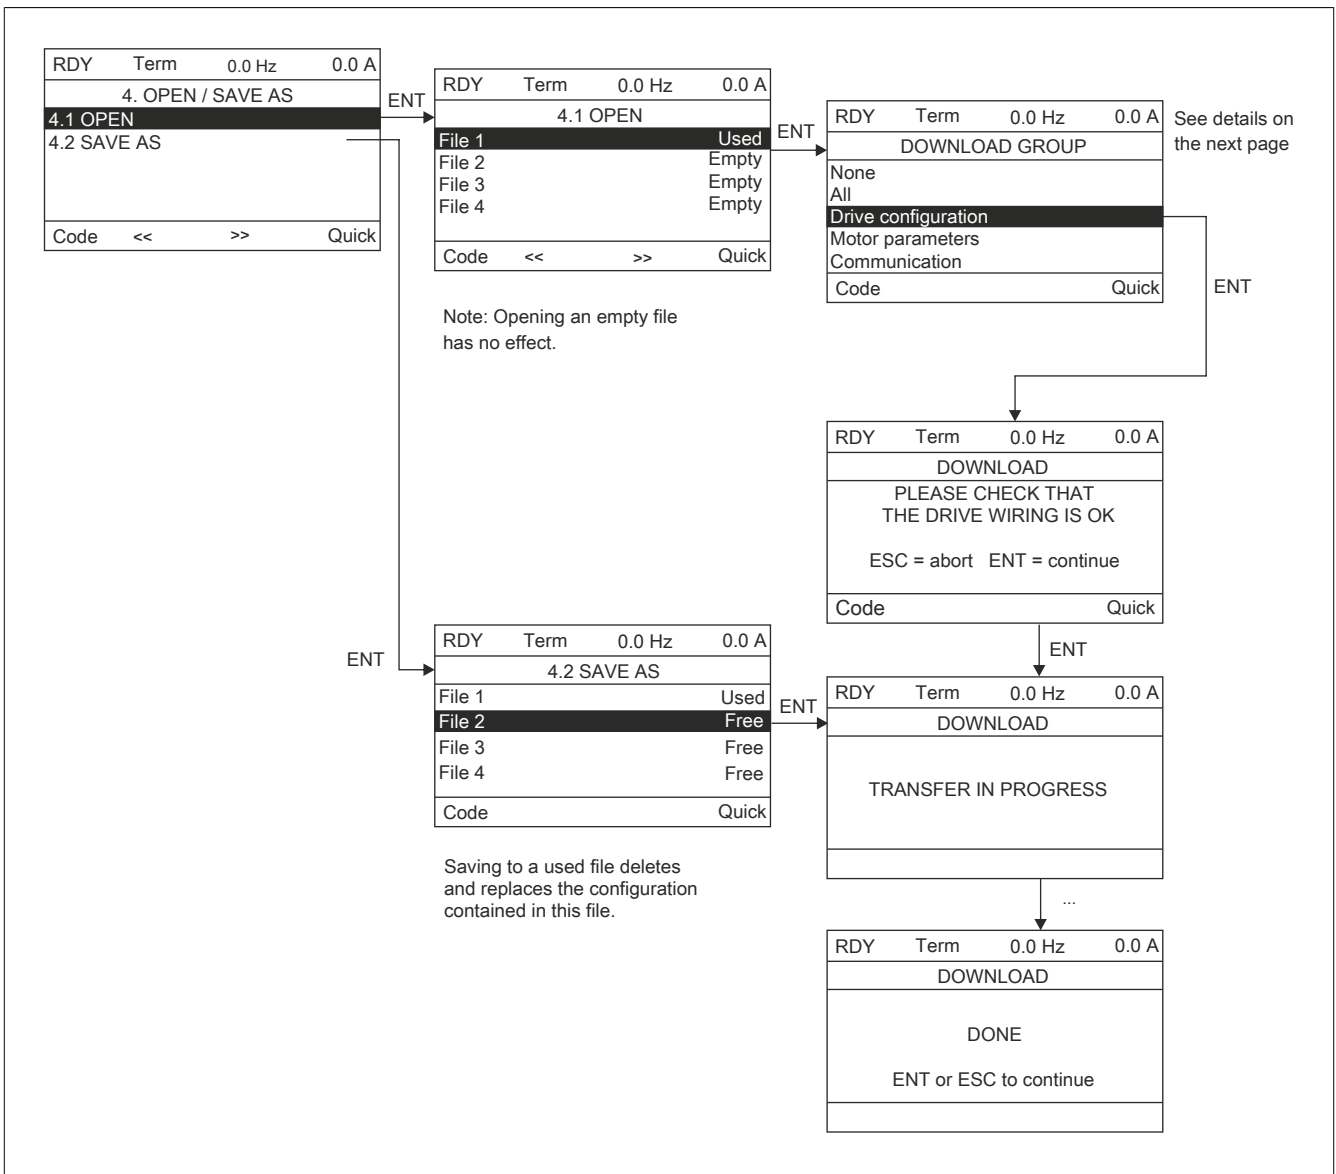 RDY Term 0.0 Hz 0.0 A
4. OPEN / SAVE AS
4.1 OPEN
4.2 SAVE AS
Code << >> Quick
ENT
RDY Term 0.0 Hz 0.0 A
4.1 OPEN
File 1 Used
File 2 Empty
File 3 Empty
File 4 Empty
Code << >> Quick
Note: Opening an empty file
has no effect.
ENT
RDY Term 0.0 Hz 0.0 A
DOWNLOAD GROUP
None
All
Drive configuration
Motor parameters
Communication
Code Quick
See details on
the next page
ENT
RDY Term 0.0 Hz 0.0 A
DOWNLOAD
PLEASE CHECK THAT
THE DRIVE WIRING IS OK
ESC = abort ENT = continue
Code Quick
ENT
ENT
RDY Term 0.0 Hz 0.0 A
4.2 SAVE AS
File 1 Used
File 2 Free
File 3 Free
File 4 Free
Code Quick
Saving to a used file deletes
and replaces the configuration
contained in this file.
ENT
RDY Term 0.0 Hz 0.0 A
DOWNLOAD
TRANSFER IN PROGRESS
...
RDY Term 0.0 Hz 0.0 A
DOWNLOAD
DONE
ENT or ESC to continue